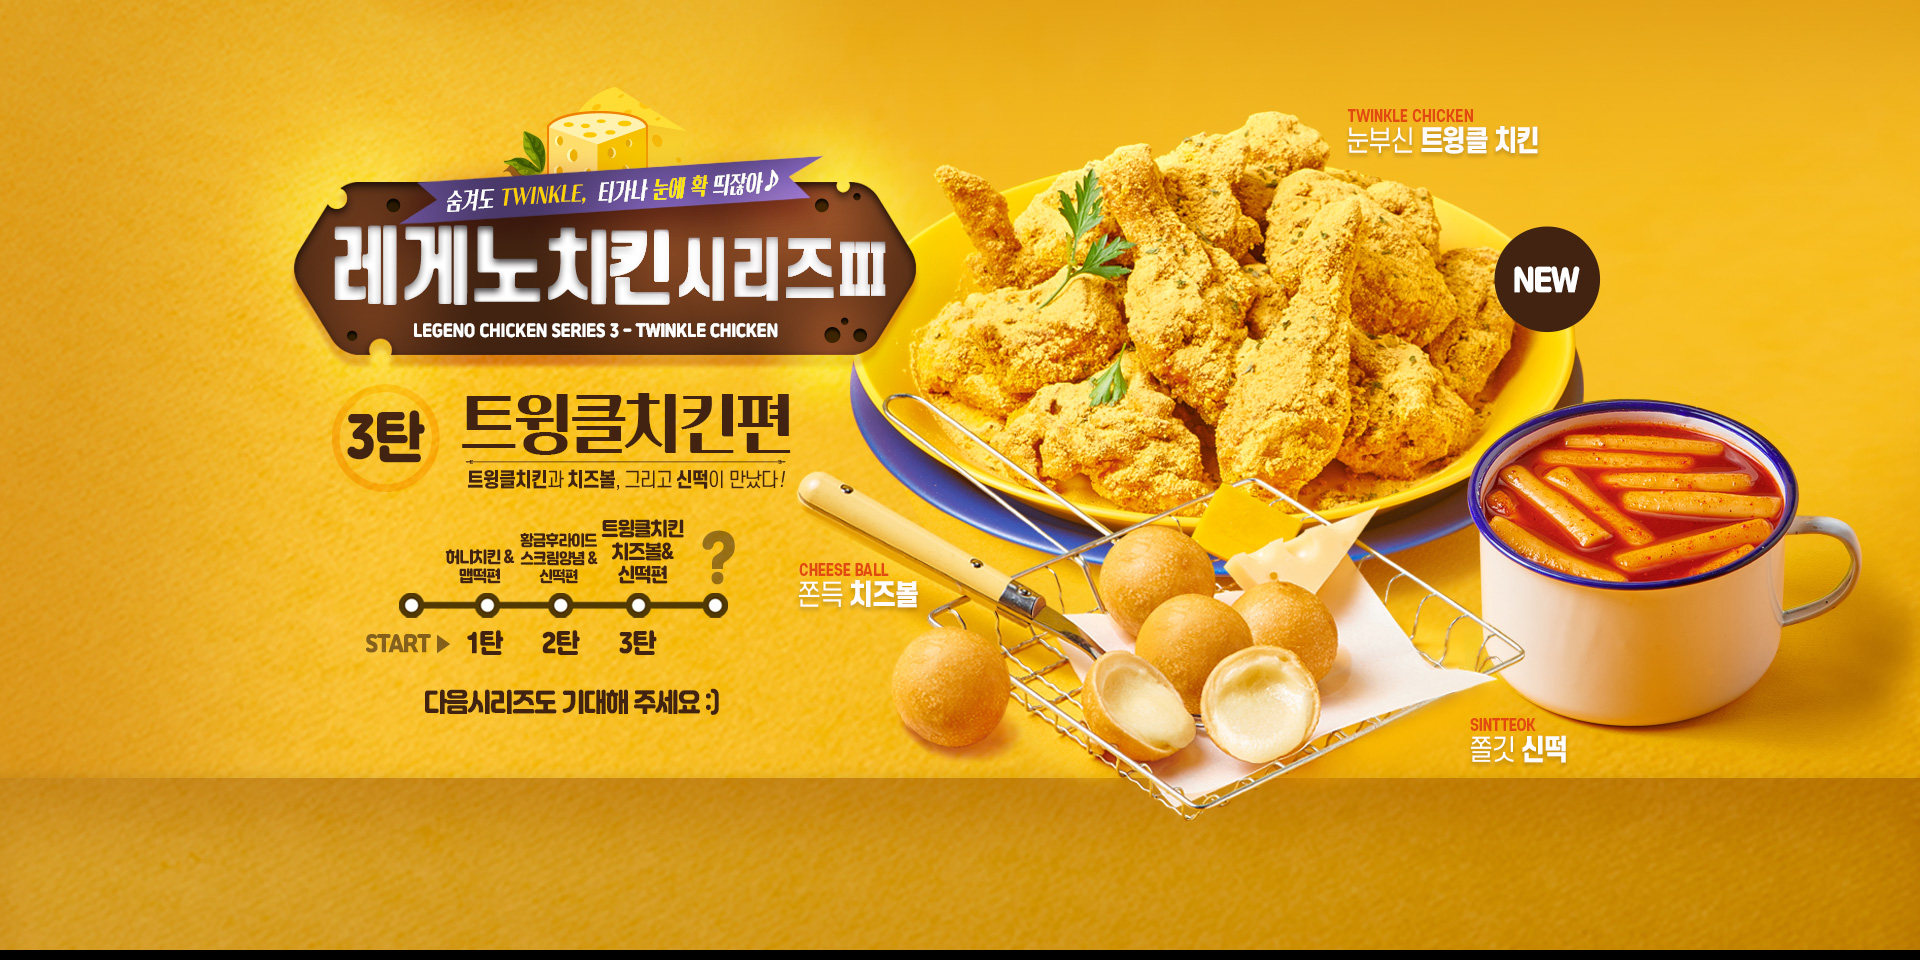 숨겨도 TWINKLE, 티가나 눈에 확 띄잖아♪
레게노치킨시리즈III
LEGENO CHICKEN SERIES 3 - TWINKLE CHICKEN
3탄
트윙클치킨편
트윙클치킨과 치즈볼, 그리고 신떡이 만났다!
허니치킨 &
맵떡편
황금후라이드
스크림양념 &
신떡편
트윙클치킨
치즈볼&
신떡편
?
START ▶ 1탄 2탄 3탄
다음시리즈도 기대해 주세요 :)
TWINKLE CHICKEN
눈부신 트윙클 치킨
NEW
CHEESE BALL
쫀득 치즈볼
SINTTEOK
쫄깃 신떡